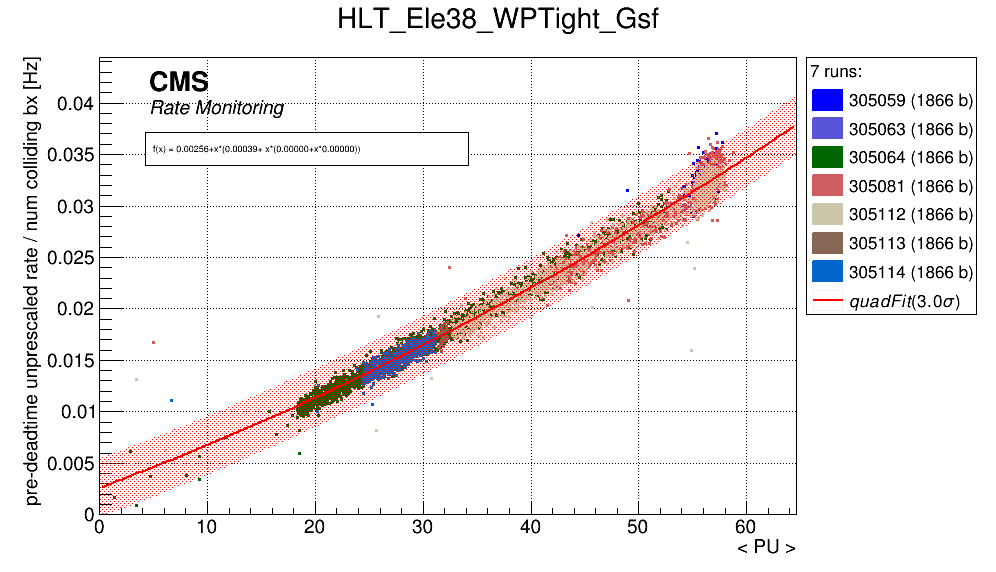 HLT_Ele38_WPTight_Gsf
pre-deadtime unprescaled rate / num colliding bx [Hz]
CMS
Rate Monitoring
f(x) = 0.00256+x*(0.00039+ x*(0.00000+x*0.00000))
0.04
0.035
0.03
0.025
0.02
0.015
0.01
0.005
0
0 10 20 30 40 50 60
< PU >
7 runs:
305059 (1866 b)
305063 (1866 b)
305064 (1866 b)
305081 (1866 b)
305112 (1866 b)
305113 (1866 b)
305114 (1866 b)
quadFit(3.0σ)